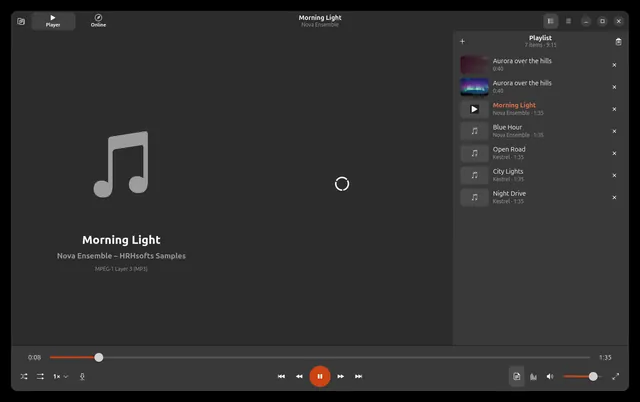 Player
Online
Morning Light
Nova Ensemble
Playlist
7 items · 9:11
Aurora over the hills
0:40
Aurora over the hills
0:40
Morning Light
Nova Ensemble · 1:35
Blue Hour
Nova Ensemble · 1:35
Open Road
Kestrel · 1:35
City Lights
Kestrel · 1:35
Night Drive
Kestrel · 1:35
Morning Light
Nova Ensemble – HRHsofts Samples
MPEG-1 Layer 3 (MP3)
0:08
1:35
1×